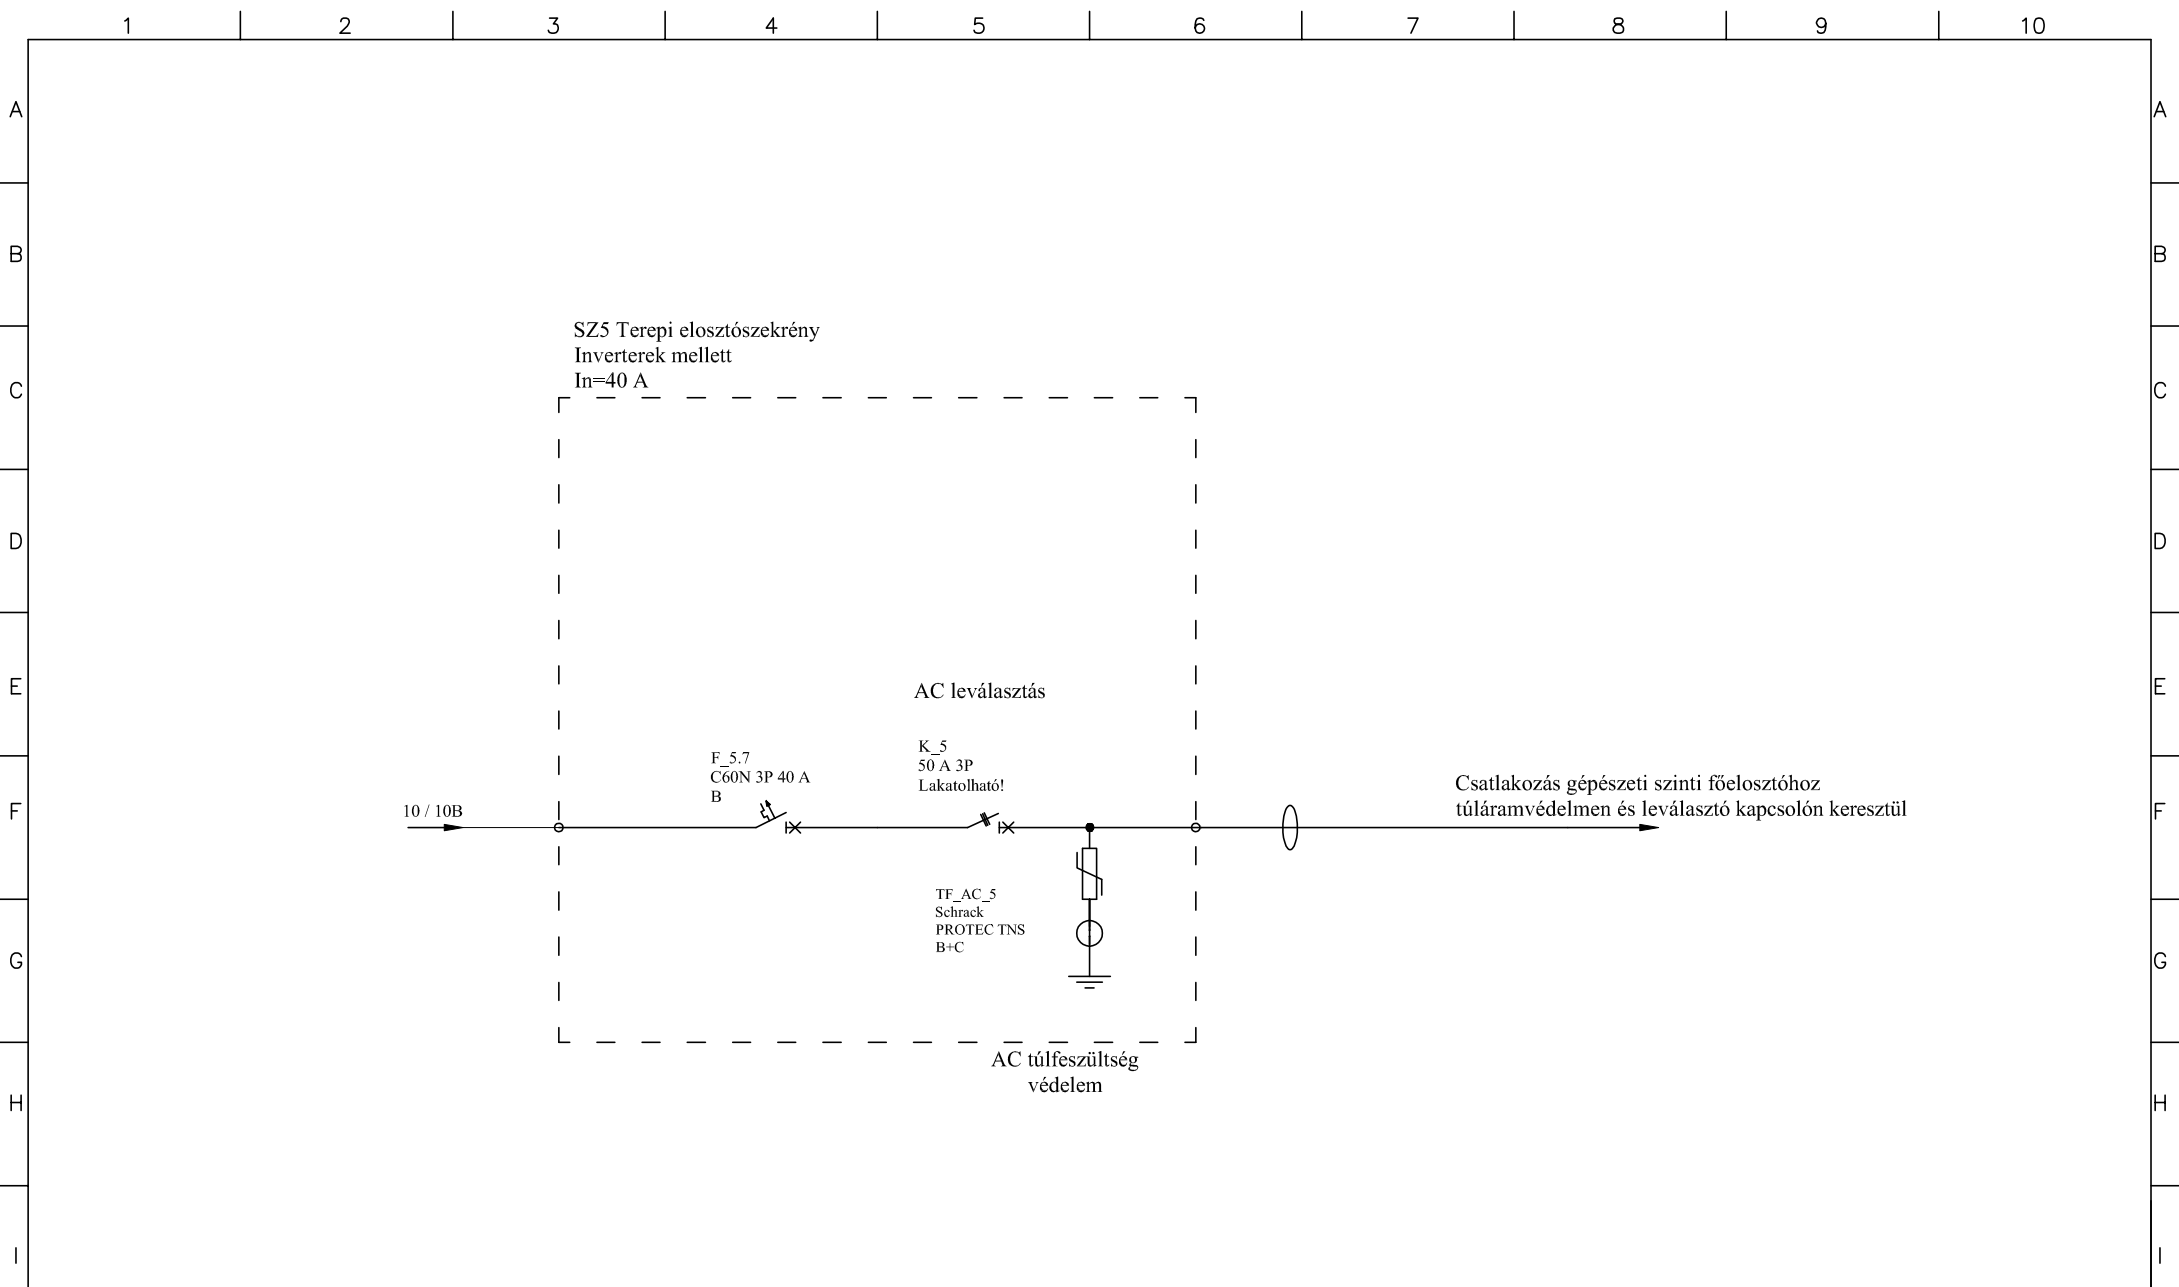 1 2 3 4 5 6 7 8 9 10
A A
B B
SZ5 Terepi elosztószekrény
Inverterek mellett
In=40 A
C C
D D
E E
AC leválasztás
K_5
50 A 3P
Lakatolható!
F_5.7
C60N 3P 40 A
B
Csatlakozás gépészeti szinti főelosztóhoz
túláramvédelmen és leválasztó kapcsolón keresztül
10 / 10B
F F
TF_AC_5
Schrack
PROTEC TNS
B+C
G G
AC túlfeszültség
védelem
H H
I I